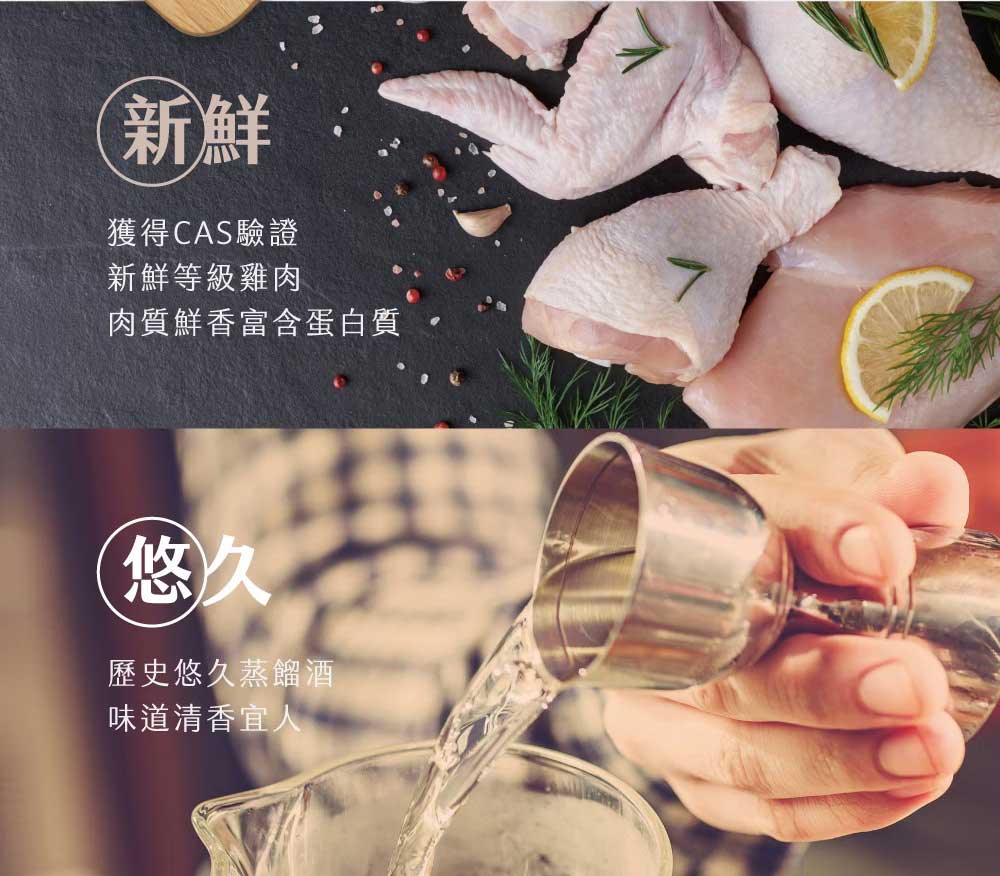 新鮮
獲得CAS驗證
新鮮等級雞肉
肉質鮮香富含蛋白質
悠久
歷史悠久蒸餾酒
味道清香宜人